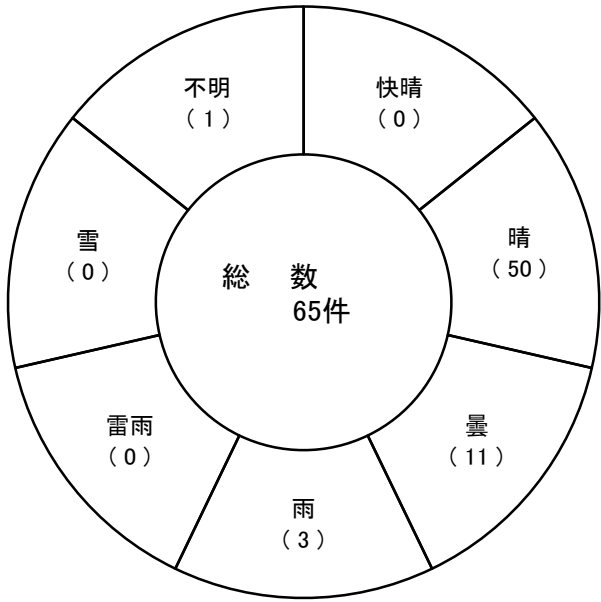 不明
( 1 )
快晴
( 0 )
雪
( 0 )
晴
( 50 )
総 数
65件
雷雨
( 0 )
曇
( 11 )
雨
( 3 )